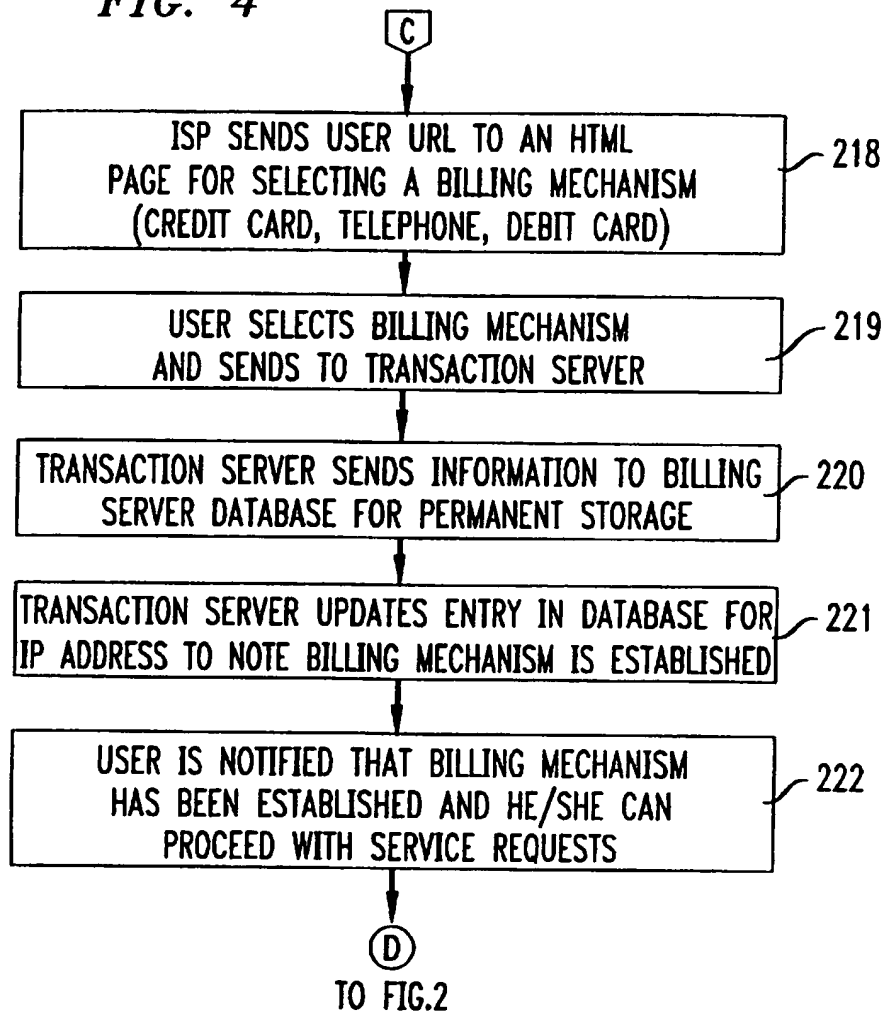 FIG. 4
C
ISP SENDS USER URL TO AN HTML
PAGE FOR SELECTING A BILLING MECHANISM
(CREDIT CARD, TELEPHONE, DEBIT CARD)
218
USER SELECTS BILLING MECHANISM
AND SENDS TO TRANSACTION SERVER
219
TRANSACTION SERVER SENDS INFORMATION TO BILLING
SERVER DATABASE FOR PERMANENT STORAGE
220
TRANSACTION SERVER UPDATES ENTRY IN DATABASE FOR
IP ADDRESS TO NOTE BILLING MECHANISM IS ESTABLISHED
221
USER IS NOTIFIED THAT BILLING MECHANISM
HAS BEEN ESTABLISHED AND HE/SHE CAN
PROCEED WITH SERVICE REQUESTS
222
D
TO FIG.2